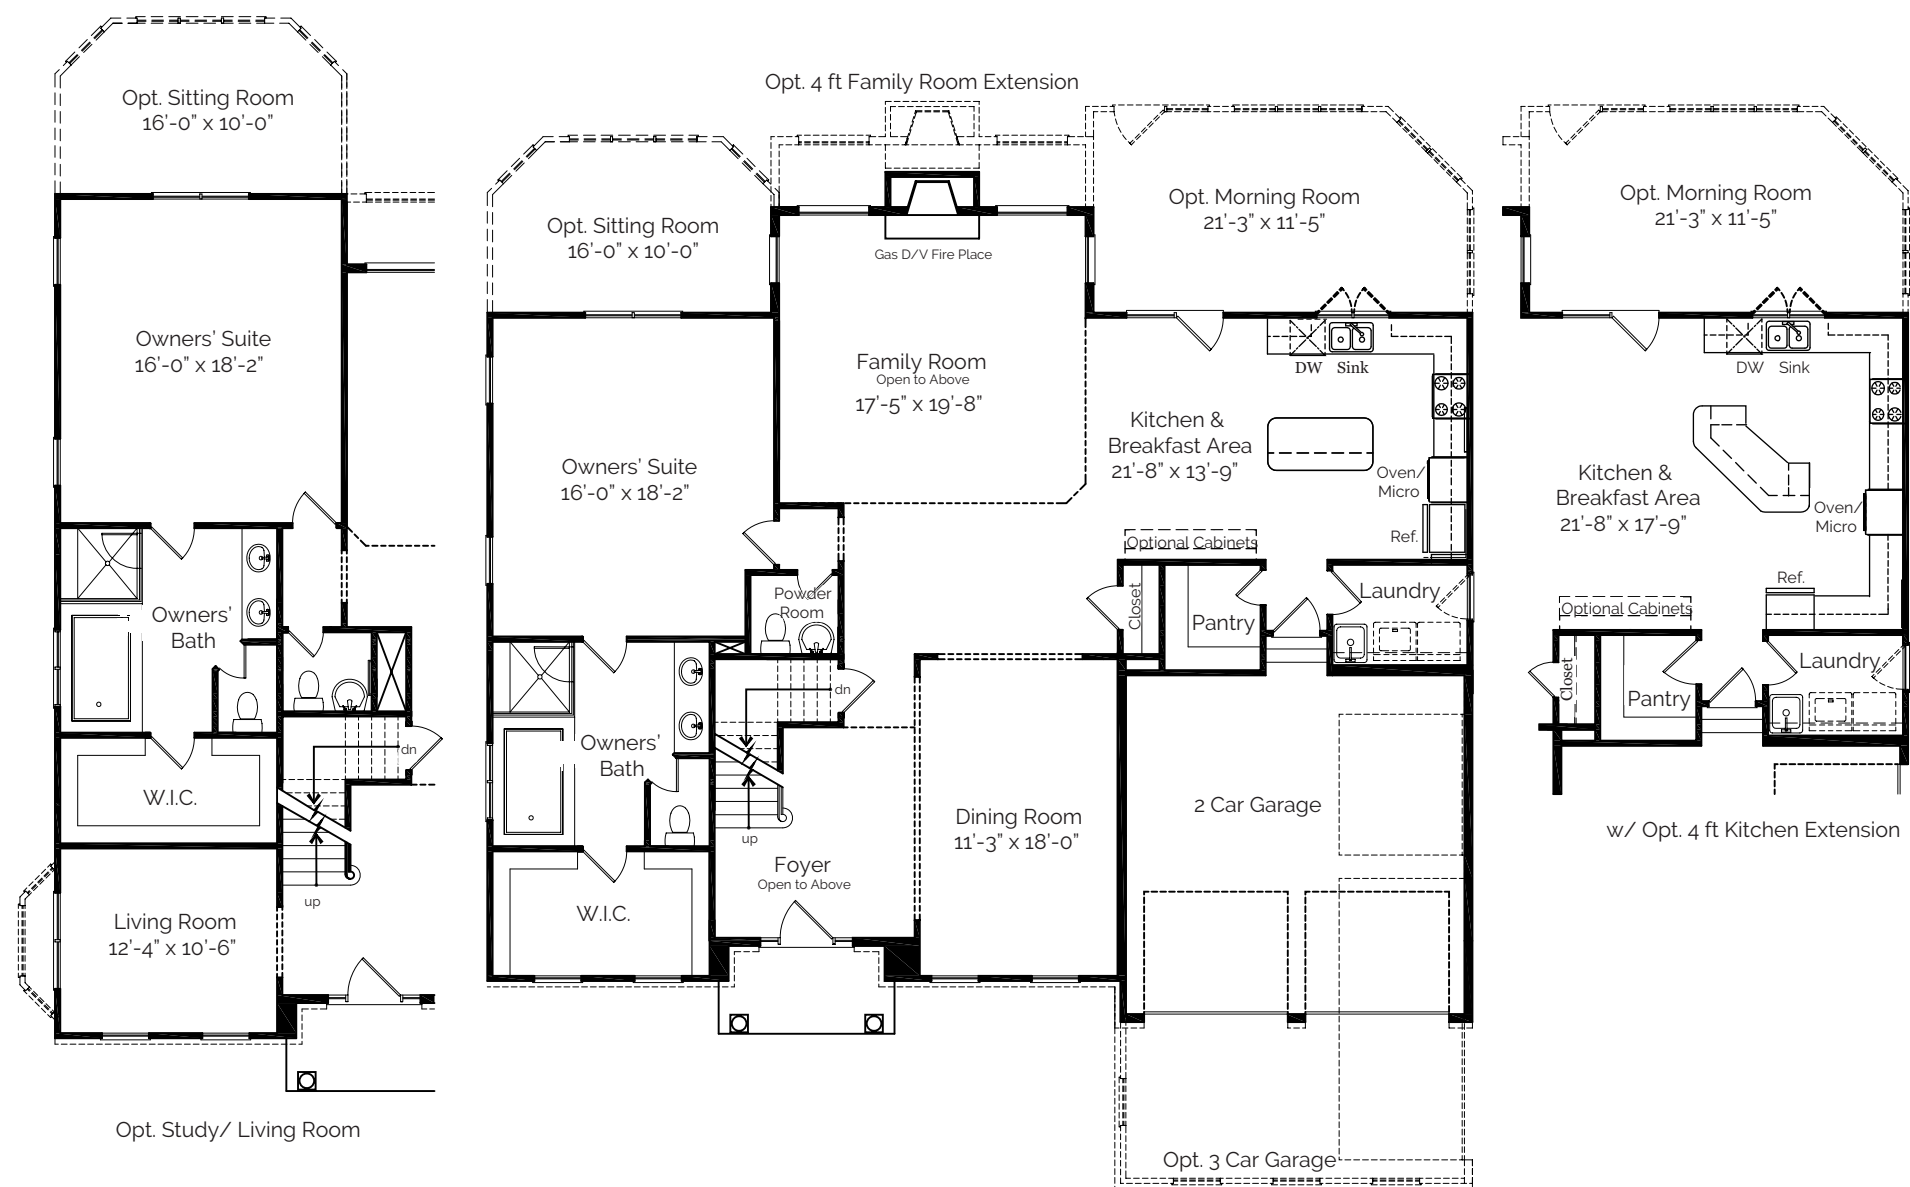 Opt. Sitting Room
16'-0” x 10'-0”
Owners' Suite
16'-0” x 18'-2”
Owners'
Bath
W.I.C.
dn
up
Living Room
12'-4” x 10'-6”
Opt. Study/ Living Room
Opt. 4 ft Family Room Extension
Opt. Sitting Room
16'-0” x 10'-0”
Gas D/V Fire Place
Opt. Morning Room
21'-3” x 11'-5”
Family Room
Open to Above
17'-5” x 19'-8”
DW Sink
Kitchen &
Breakfast Area
21'-8” x 13'-9”
Oven/
Micro
Ref.
Optional Cabinets
Owners' Suite
16'-0” x 18'-2”
Powder
Room
Closet
Pantry
Laundry
Owners'
Bath
dn
up
W.I.C.
Foyer
Open to Above
Dining Room
11'-3” x 18'-0”
2 Car Garage
Opt. 3 Car Garage
Opt. Morning Room
21'-3” x 11'-5”
DW Sink
Kitchen &
Breakfast Area
21'-8” x 17'-9”
Oven/
Micro
Ref.
Optional Cabinets
Closet
Pantry
Laundry
w/ Opt. 4 ft Kitchen Extension